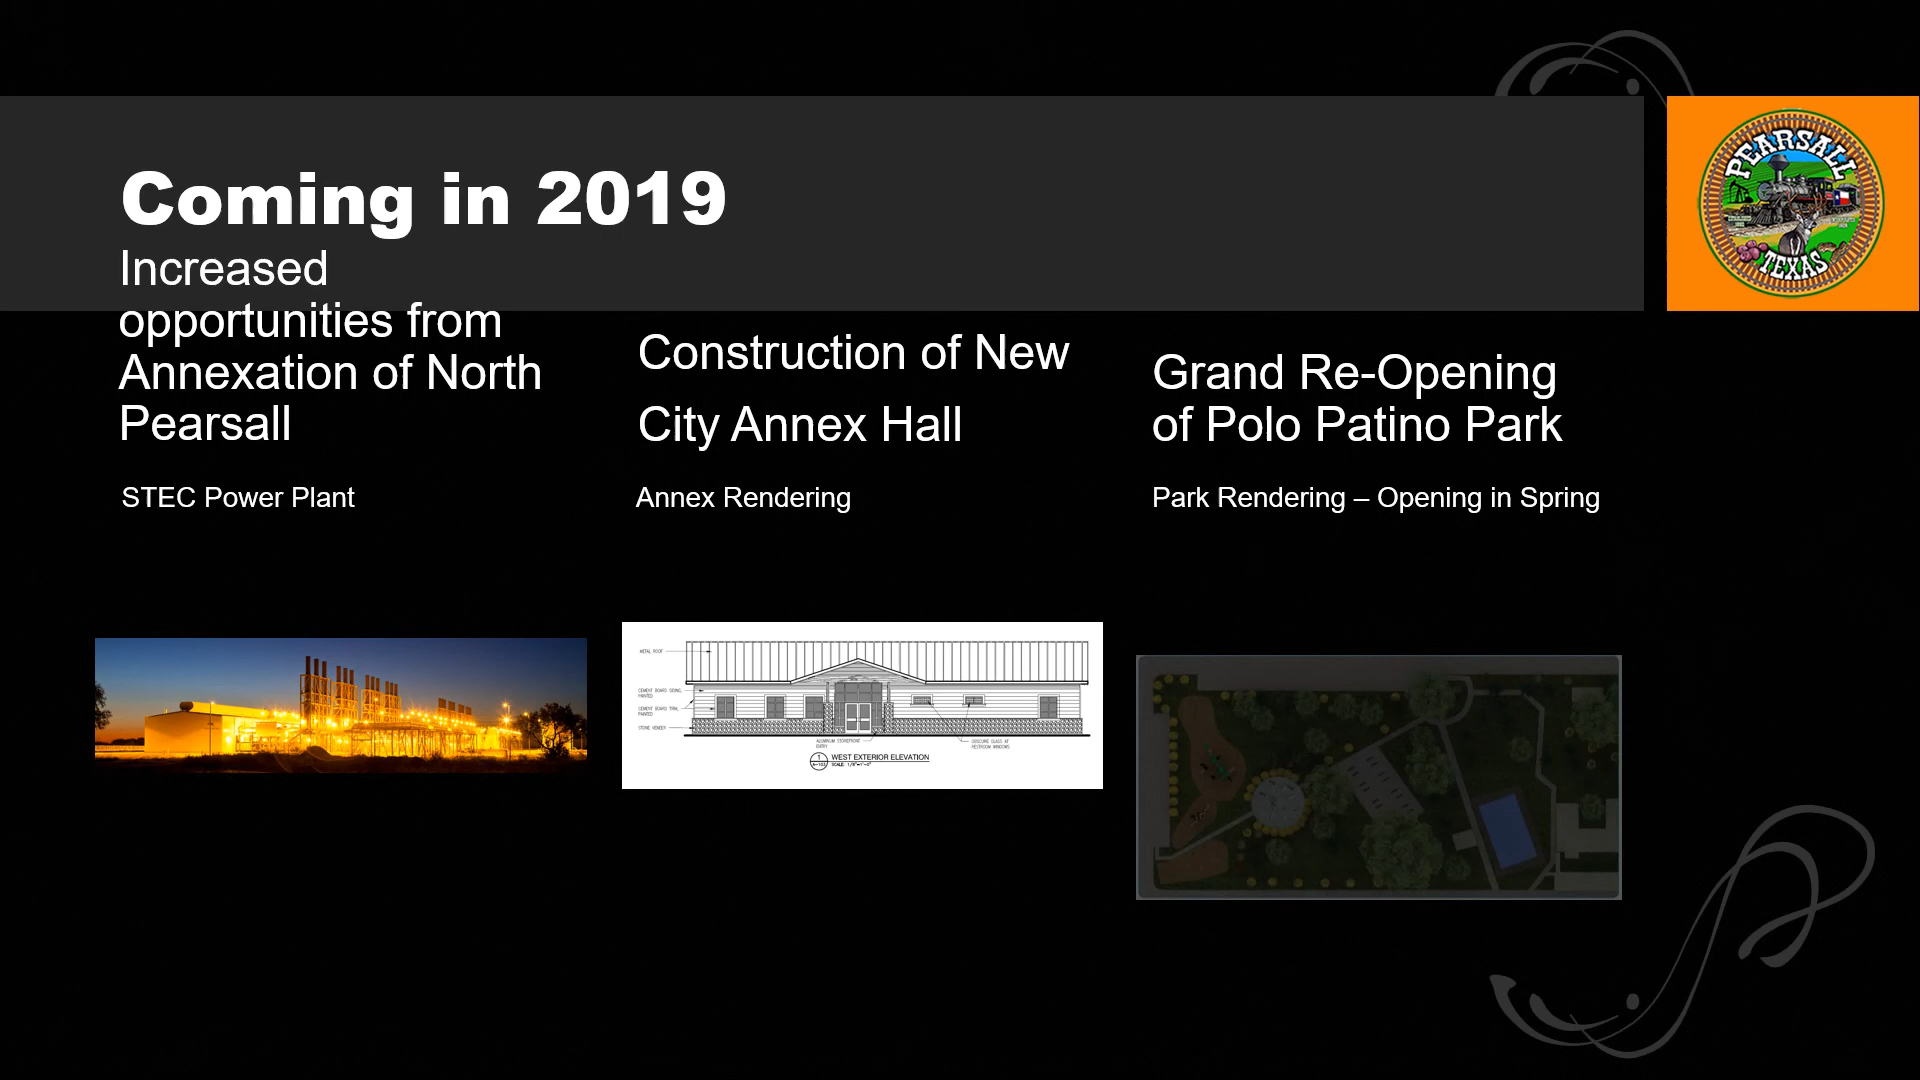 Coming in 2019
PEARSALL
TEXAS
Increased
opportunities from
Annexation of North
Pearsall
STEC Power Plant
Construction of New
City Annex Hall
Annex Rendering
Grand Re-Opening
of Polo Patino Park
Park Rendering – Opening in Spring
METAL ROOF
CEMENT BOARD SIDING,
PAINTED
CEMENT BOARD TRIM,
PAINTED
STONE VENEER
ALUMINUM STOREFRONT
ENTRY
OBSCURE GLASS AT
RESTROOM WINDOWS
1
WEST EXTERIOR ELEVATION
SCALE: 1/8"=1'-0"